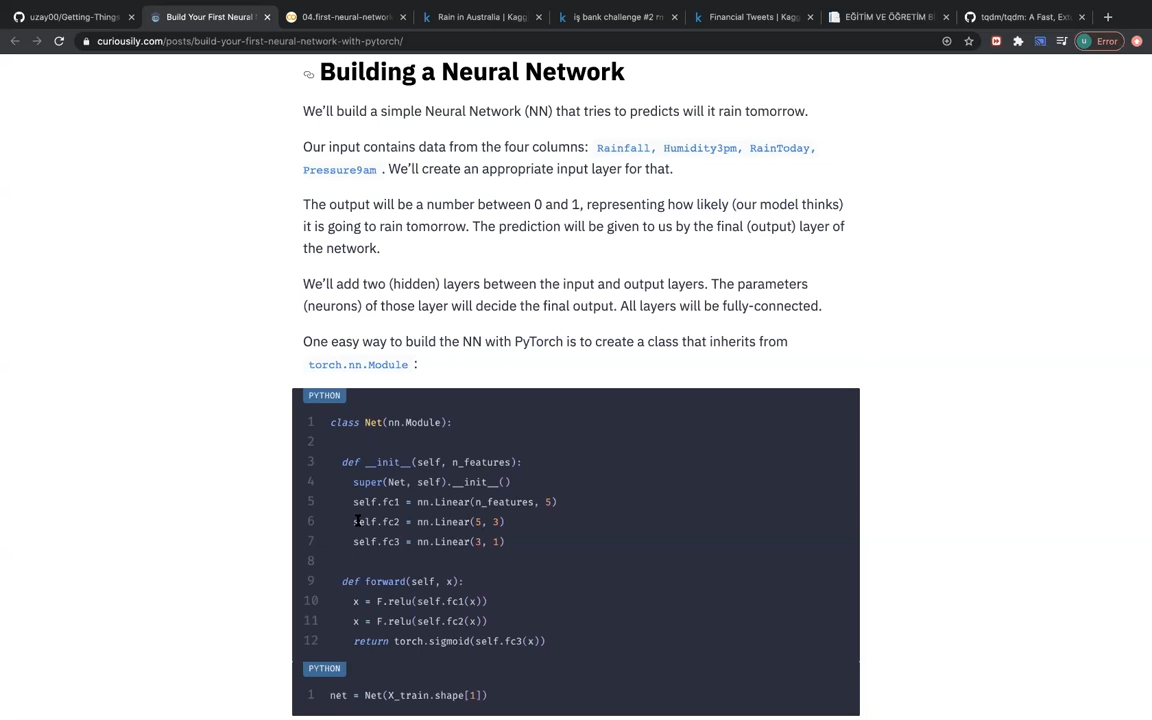 uzay00/Getting-Things
Build Your First Neural N
04.first-neural-network
Rain in Australia | Kagg
iş bank challenge #2 m
Financial Tweets | Kagg
EĞİTİM VE ÖĞRETİM B
tqdm/tqdm: A Fast, Ext
curiousily.com/posts/build-your-first-neural-network-with-pytorch/
u Error
Building a Neural Network
We'll build a simple Neural Network (NN) that tries to predicts will it rain tomorrow.
Our input contains data from the four columns: Rainfall, Humidity3pm, RainToday,
Pressure9am . We'll create an appropriate input layer for that.
The output will be a number between 0 and 1, representing how likely (our model thinks)
it is going to rain tomorrow. The prediction will be given to us by the final (output) layer of
the network.
We'll add two (hidden) layers between the input and output layers. The parameters
(neurons) of those layer will decide the final output. All layers will be fully-connected.
One easy way to build the NN with PyTorch is to create a class that inherits from
torch.nn.Module :
PYTHON
1 class Net(nn.Module):
2
3 def __init__(self, n_features):
4 super(Net, self).__init__()
5 self.fc1 = nn.Linear(n_features, 5)
6 self.fc2 = nn.Linear(5, 3)
7 self.fc3 = nn.Linear(3, 1)
8
9 def forward(self, x):
10 x = F.relu(self.fc1(x))
11 x = F.relu(self.fc2(x))
12 return torch.sigmoid(self.fc3(x))
PYTHON
1 net = Net(X_train.shape[1])